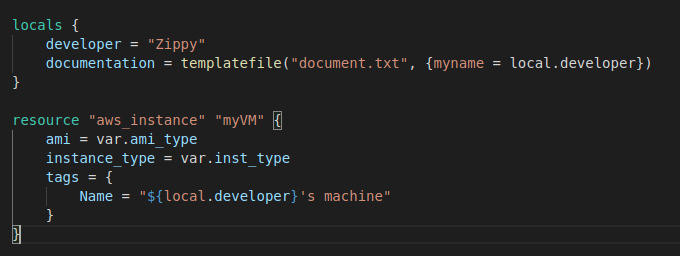 locals {
    developer = "Zippy"
    documentation = templatefile("document.txt", {myname = local.developer})
}

resource "aws_instance" "myVM" {
    ami = var.ami_type
    instance_type = var.inst_type
    tags = {
        Name = "${local.developer}'s machine"
    }
}